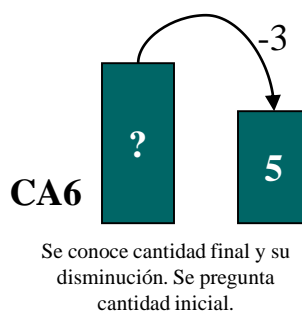 -3
?
5
CA6
Se conoce cantidad final y su
disminución. Se pregunta
cantidad inicial.